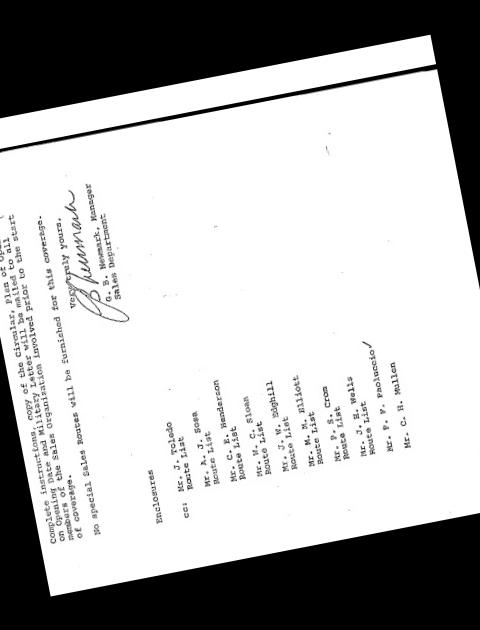 Complete instructions, copy of the Circular, Plan of
on Opening Date and Military Letter will be mailed to all
members of the Sales Organization involved prior to the start
of coverage.
No special Sales Routes will be furnished for this coverage.
Very truly yours,
G. B. Newmark, Manager
Sales Department
Enclosures
cc: Mr. J. Toledo
Route List
Mr. A. J. Sosa
Route List
Mr. C. E. Henderson
Route List
Mr. W. C. Sloan
Route List
Mr. J. W. Edghill
Route List
Mr. M. M. Elliott
Route List
Mr. P. S. Crom
Route List
Mr. J. H. Wells
Route List
Mr. P. F. Paoluccio
Mr. C. H. Mullen